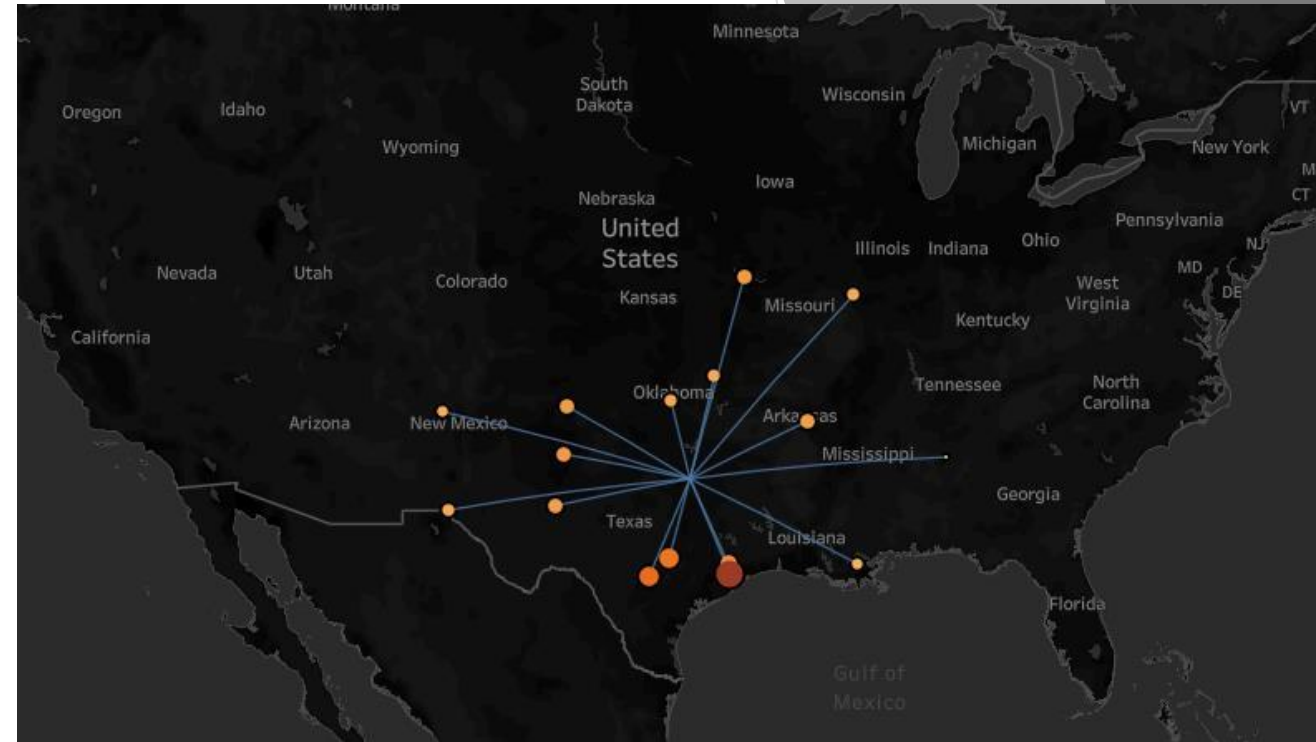 Montana
Minnesota
South
Dakota
Wisconsin
Oregon
Idaho
VT
Michigan
Wyoming
New York
M
Iowa
CT
Nebraska
Pennsylvania
United
States
Illinois
Indiana
Ohio
NJ
MD
Nevada
Utah
Colorado
West
Virginia
DE
Kansas
Missouri
Kentucky
California
Tennessee
North
Carolina
Oklahoma
Arkansas
Arizona
New Mexico
Mississippi
Georgia
Texas
Louisiana
Florida
Gulf of
Mexico